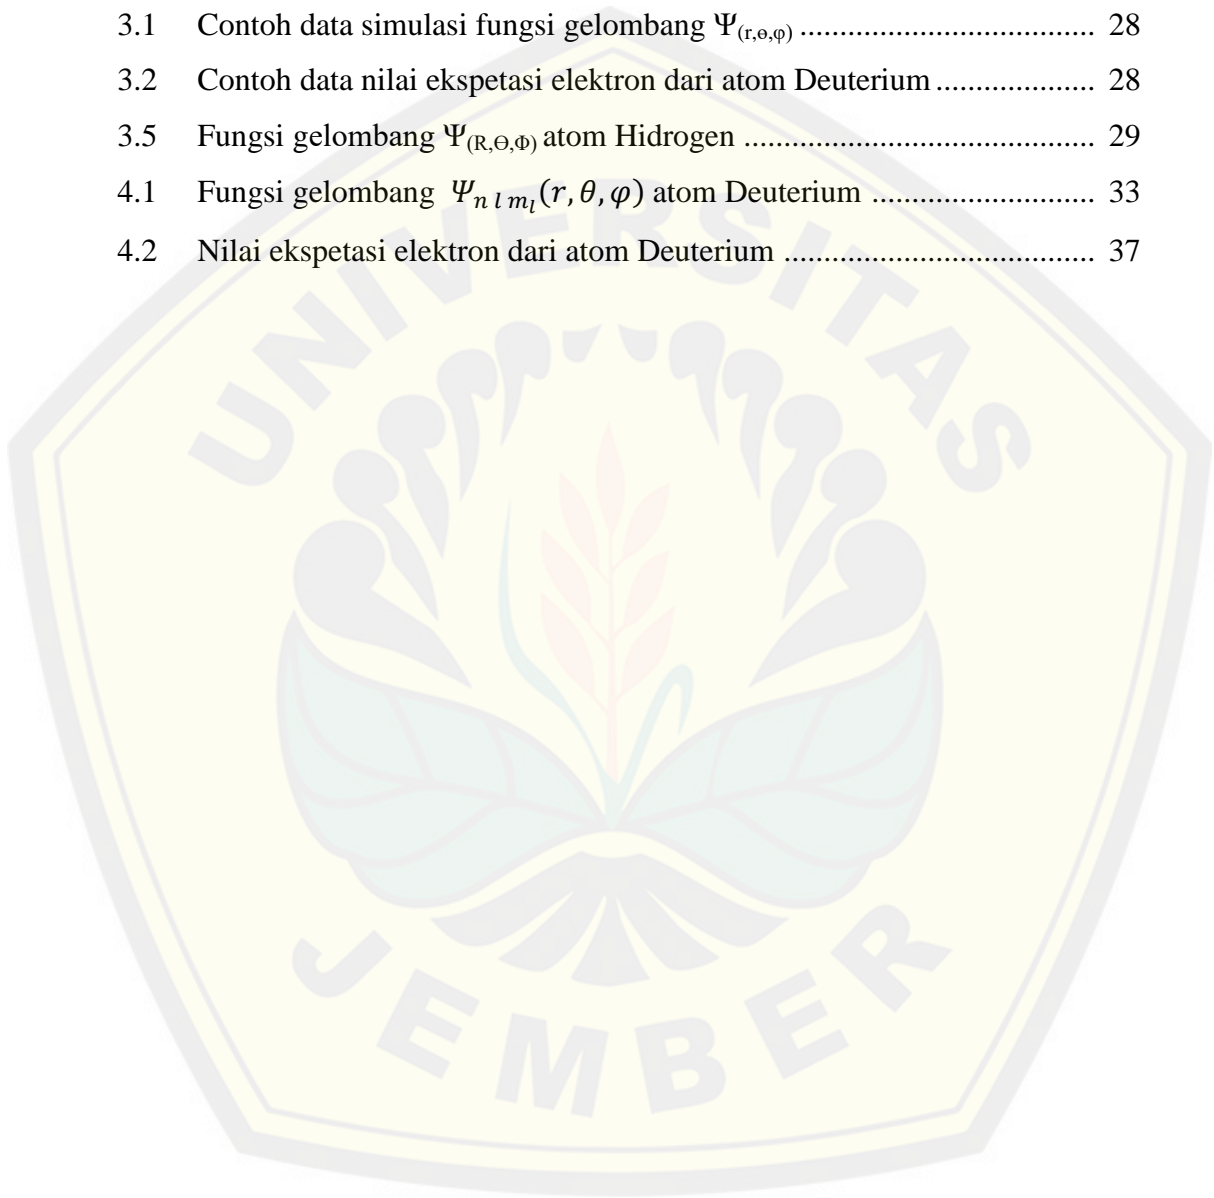 3.1 Contoh data simulasi fungsi gelombang Ψ(r,ɵ,φ) .................................... 28
3.2 Contoh data nilai ekspetasi elektron dari atom Deuterium .................... 28
3.5 Fungsi gelombang Ψ(R,Ɵ,Φ) atom Hidrogen ........................................... 29
4.1 Fungsi gelombang Ψn l ml(r, θ, φ) atom Deuterium ........................... 33
4.2 Nilai ekspetasi elektron dari atom Deuterium ...................................... 37
UNIVERSITAS
JEMBER